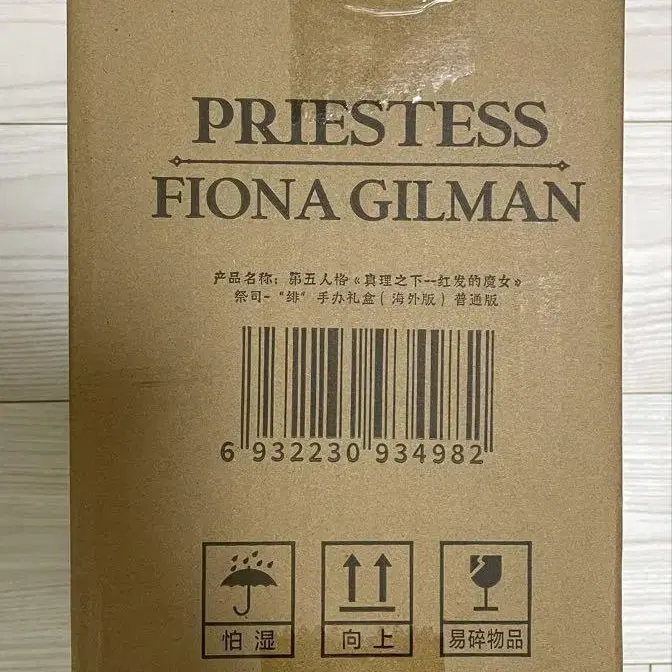 PRIESTESS
FIONA GILMAN
产品名称：第五人格《真理之下--红发的魔女》
祭司-“绯”手办礼盒(海外版)普通版
6 932230 934982
怕湿 向上 易碎物品